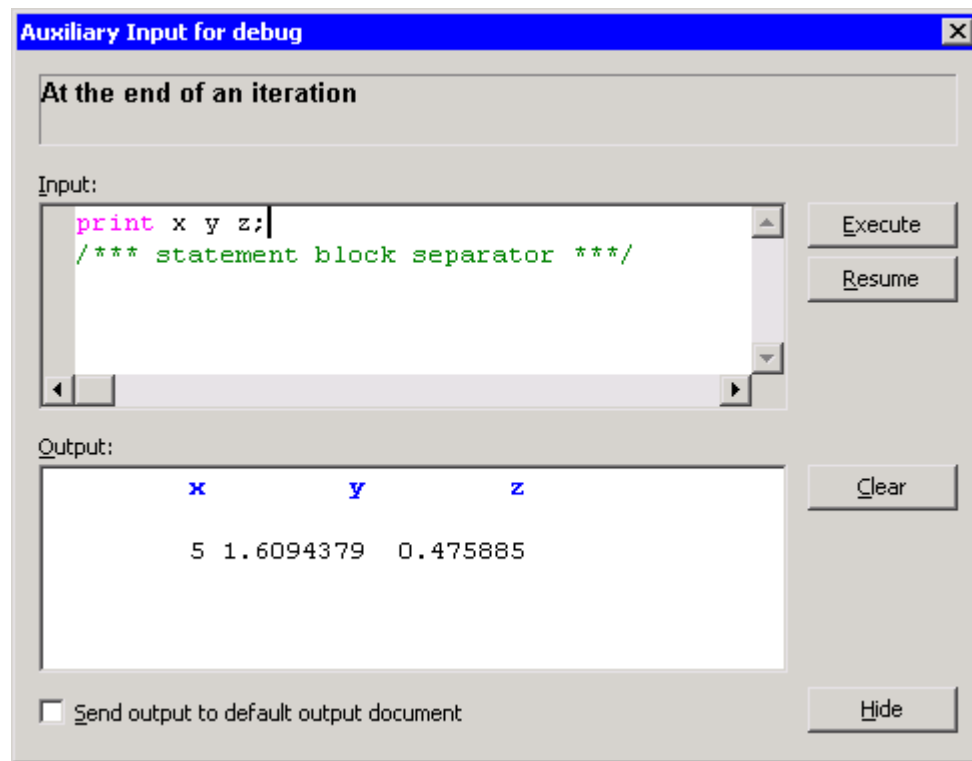 Auxiliary Input for debug
At the end of an iteration
Input:
print x y z;
/*** statement block separator ***/
Execute
Resume
Output:
x y z
5 1.6094379 0.475885
Clear
Send output to default output document
Hide